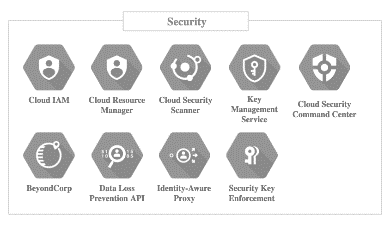 Security
Cloud IAM
Cloud Resource
Manager
Cloud Security
Scanner
Key
Management
Service
Cloud Security
Command Center
BeyondCorp
Data Loss
Prevention API
Identity-Aware
Proxy
Security Key
Enforcement